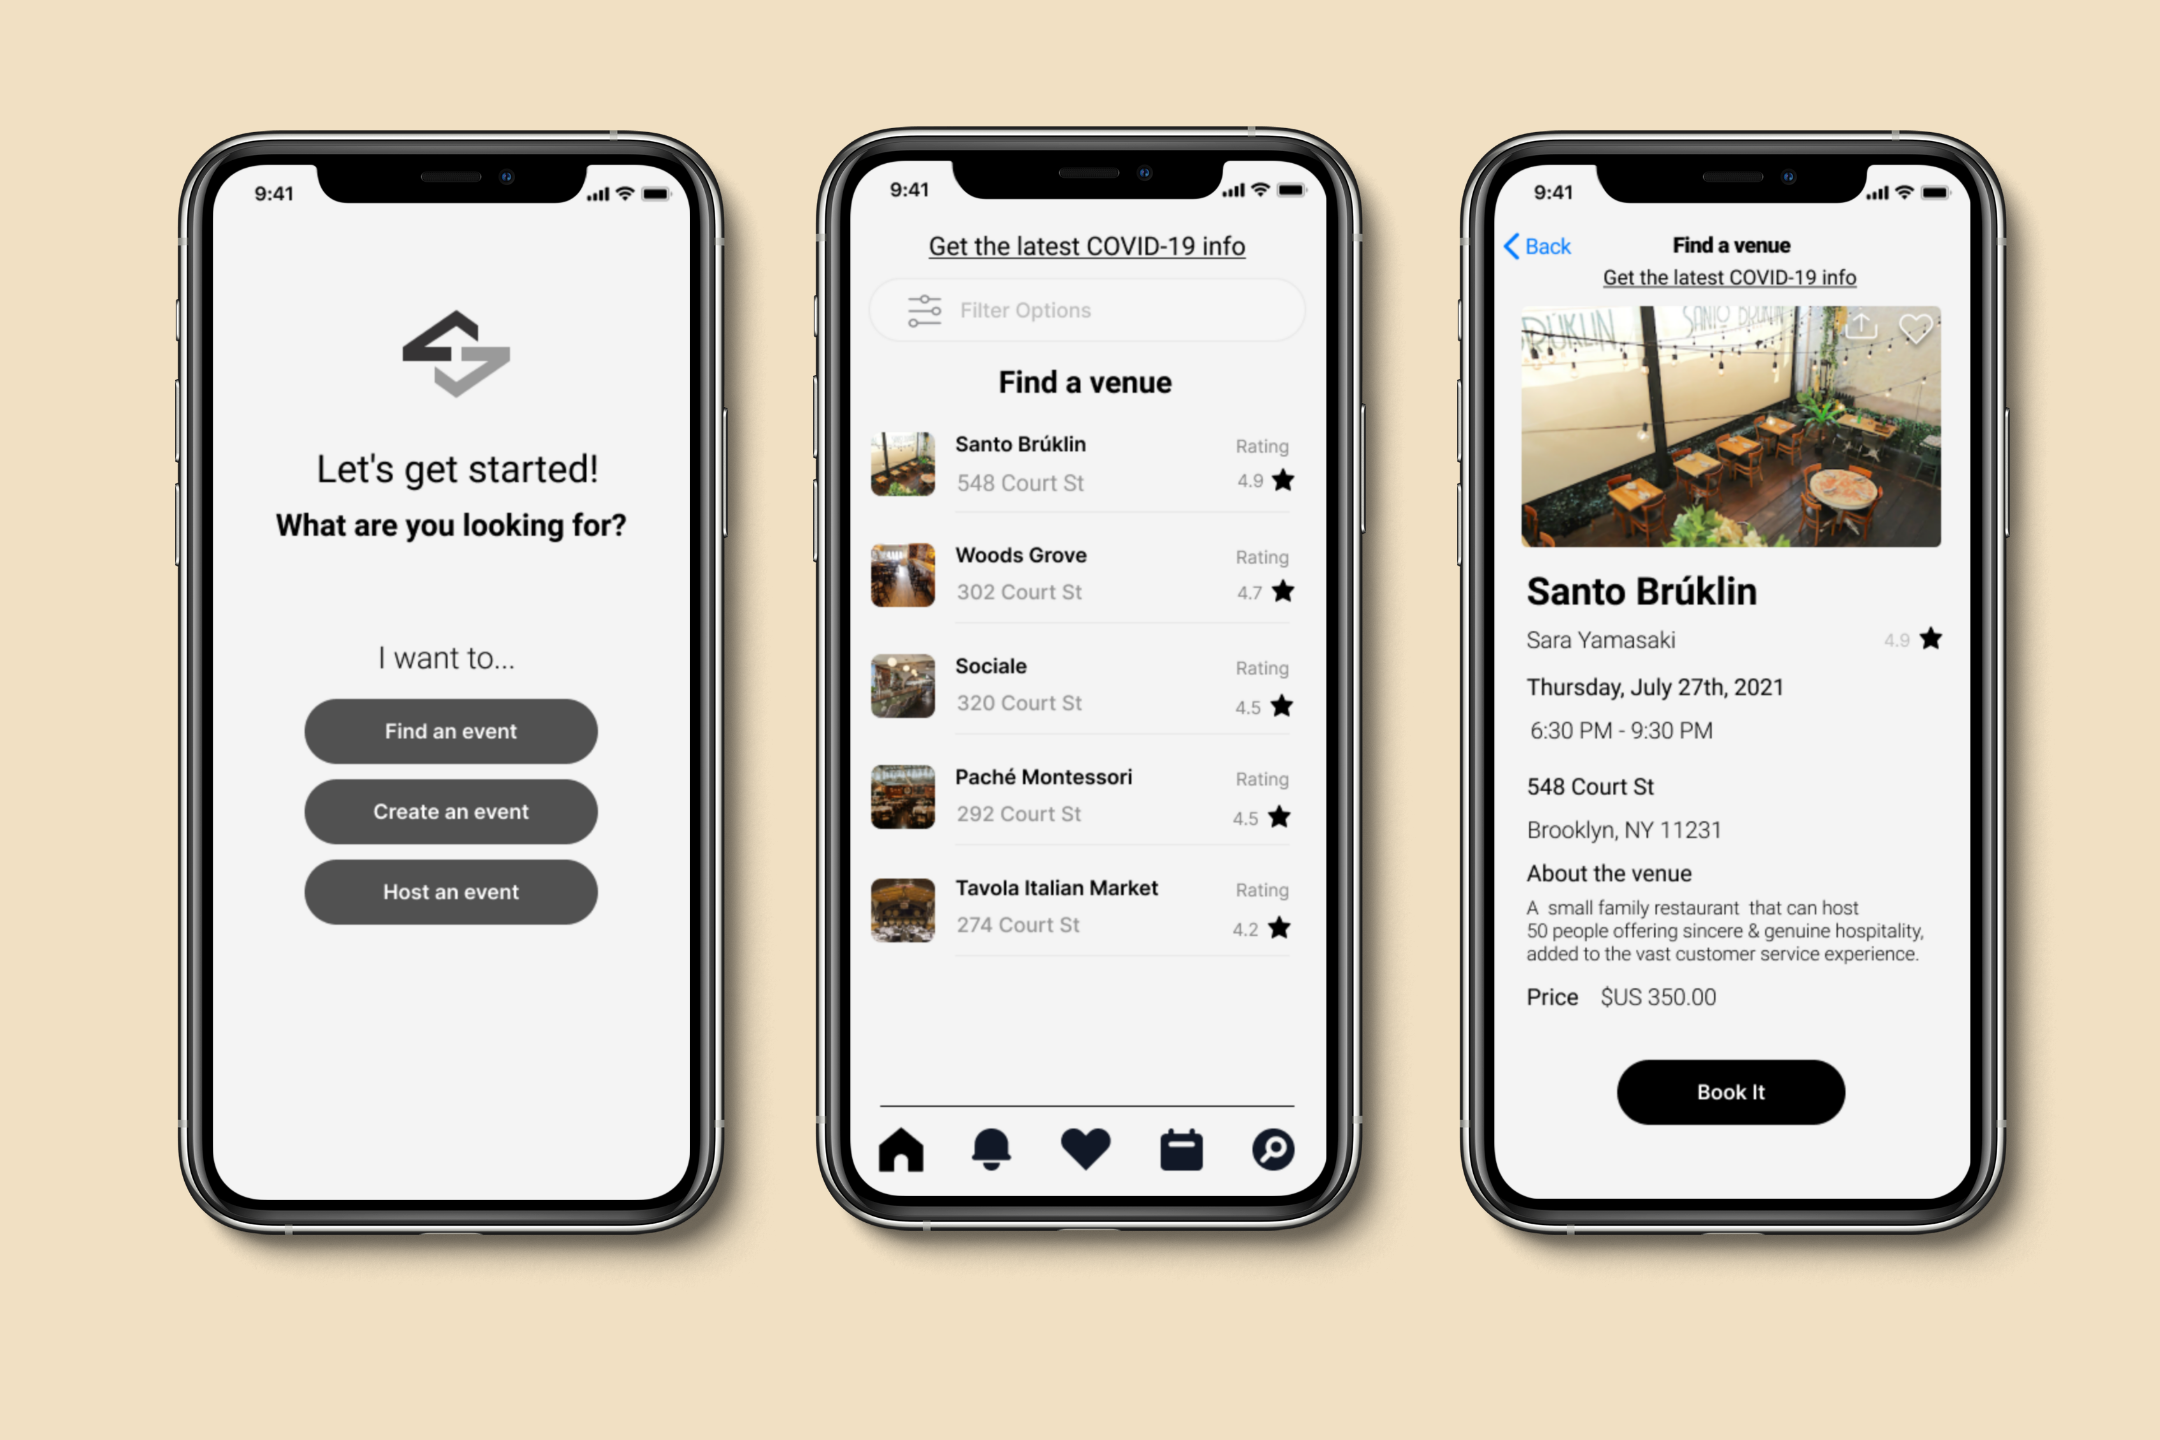 9:41
Let's get started!
What are you looking for?
I want to...
Find an event
Create an event
Host an event
9:41
Get the latest COVID-19 info
Filter Options
Find a venue
Santo Brúklin
Rating
548 Court St
4.9
Woods Grove
Rating
302 Court St
4.7
Sociale
Rating
320 Court St
4.5
Paché Montessori
Rating
292 Court St
4.5
Tavola Italian Market
Rating
274 Court St
4.2
9:41
Back
Find a venue
Get the latest COVID-19 info
BRÜKLIN
SANTO BRÜKLIN
Santo Brúklin
Sara Yamasaki
4.9
Thursday, July 27th, 2021
6:30 PM - 9:30 PM
548 Court St
Brooklyn, NY 11231
About the venue
A  small family restaurant  that can host
50 people offering sincere & genuine hospitality,
added to the vast customer service experience.
Price $US 350.00
Book It